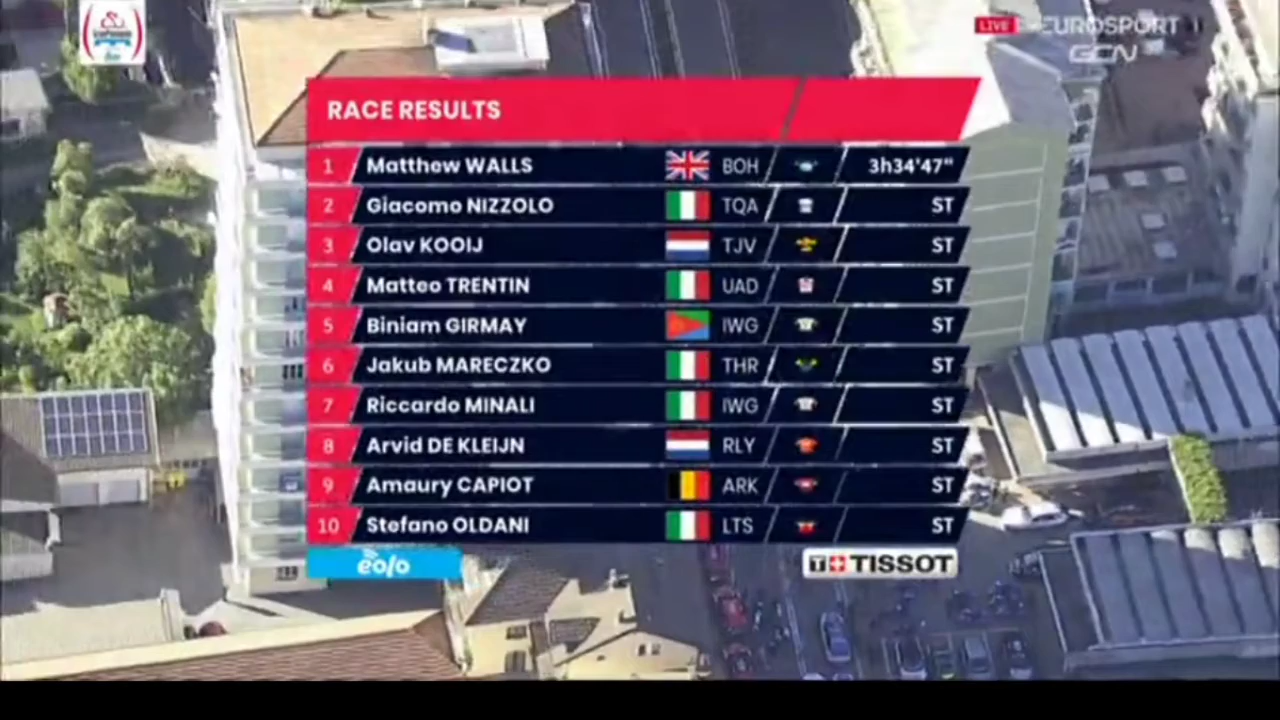 LIVE EUROSPORT 1
GCN
RACE RESULTS
1 Matthew WALLS BOH 3h34'47"
2 Giacomo NIZZOLO TQA ST
3 Olav KOOIJ TJV ST
4 Matteo TRENTIN UAD ST
5 Biniam GIRMAY IWG ST
6 Jakub MARECZKO THR ST
7 Riccardo MINALI IWG ST
8 Arvid DE KLEIJN RLY ST
9 Amaury CAPIOT ARK ST
10 Stefano OLDANI LTS ST
eolo T+ TISSOT